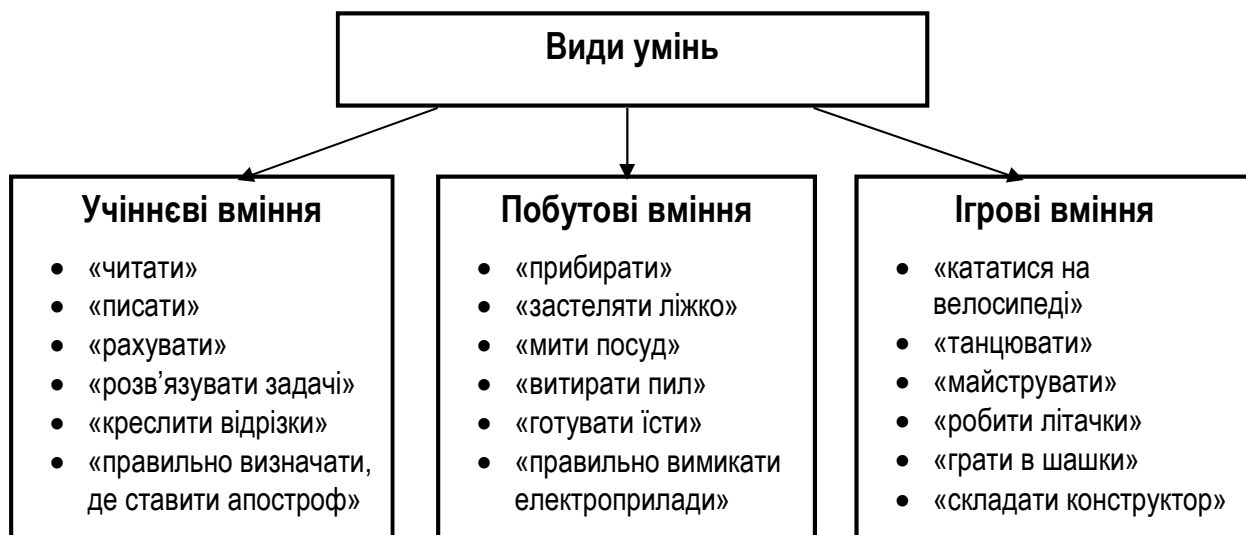 Види умінь
Учіннєві вміння
• «читати»
• «писати»
• «рахувати»
• «розв’язувати задачі»
• «креслити відрізки»
• «правильно визначати,
де ставити апостроф»
Побутові вміння
• «прибирати»
• «застеляти ліжко»
• «мити посуд»
• «витирати пил»
• «готувати їсти»
• «правильно вимикати
електроприлади»
Ігрові вміння
• «кататися на
велосипеді»
• «танцювати»
• «майструвати»
• «робити літачки»
• «грати в шашки»
• «складати конструктор»